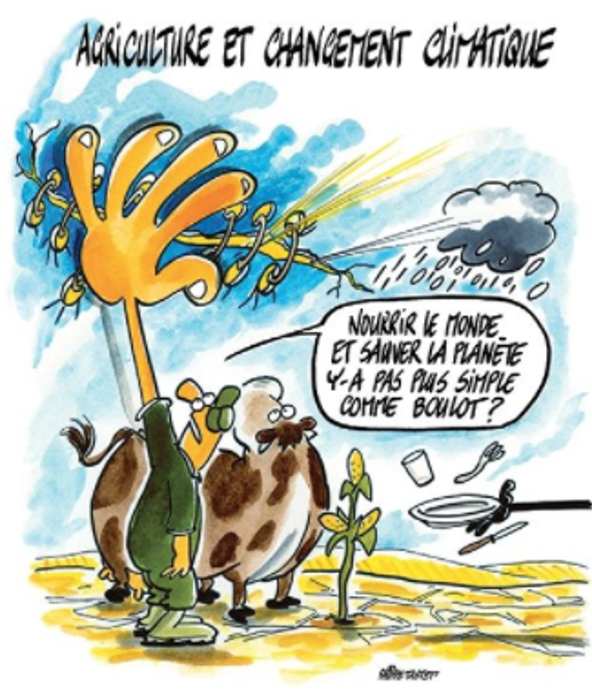 AGRICULTURE ET CHANGEMENT CLIMATIQUE
NOURRIR LE MONDE
ET SAUVER LA PLANÈTE
Y-A PAS PLUS SIMPLE
COMME BOULOT ?